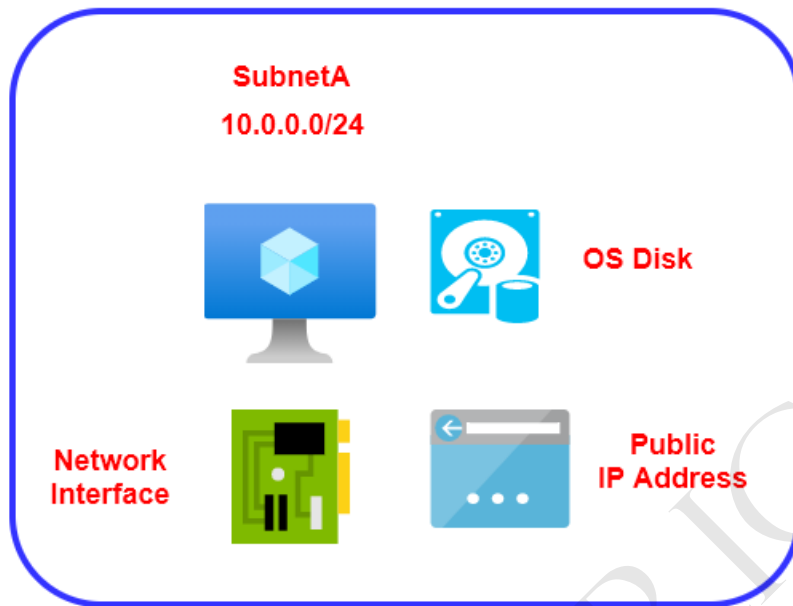 SubnetA
10.0.0.0/24
OS Disk
Network
Interface
Public
IP Address